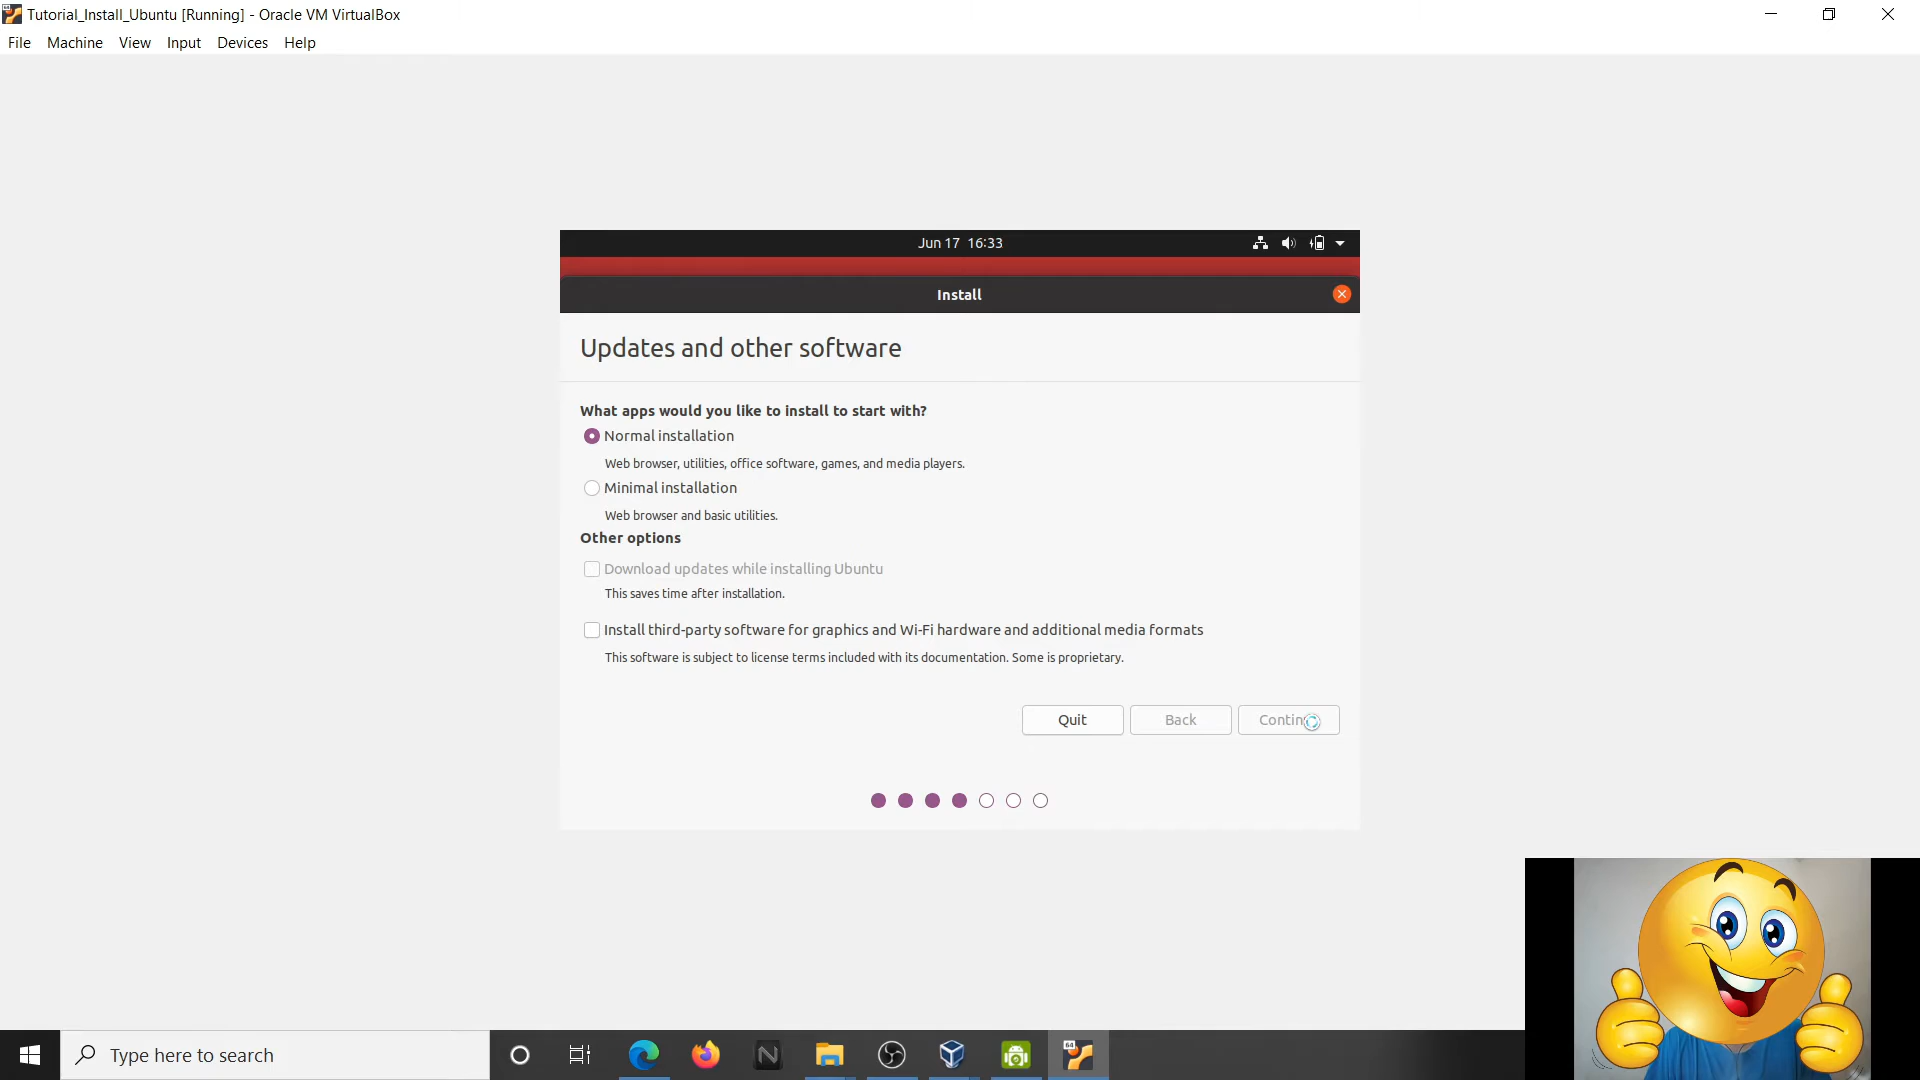 Tutorial_Install_Ubuntu [Running] - Oracle VM VirtualBox
File Machine View Input Devices Help
Jun 17 16:33
Install
Updates and other software
What apps would you like to install to start with?
Normal installation
Web browser, utilities, office software, games, and media players.
Minimal installation
Web browser and basic utilities.
Other options
Download updates while installing Ubuntu
This saves time after installation.
Install third-party software for graphics and Wi-Fi hardware and additional media formats
This software is subject to license terms included with its documentation. Some is proprietary.
Quit Back
Type here to search
N
64